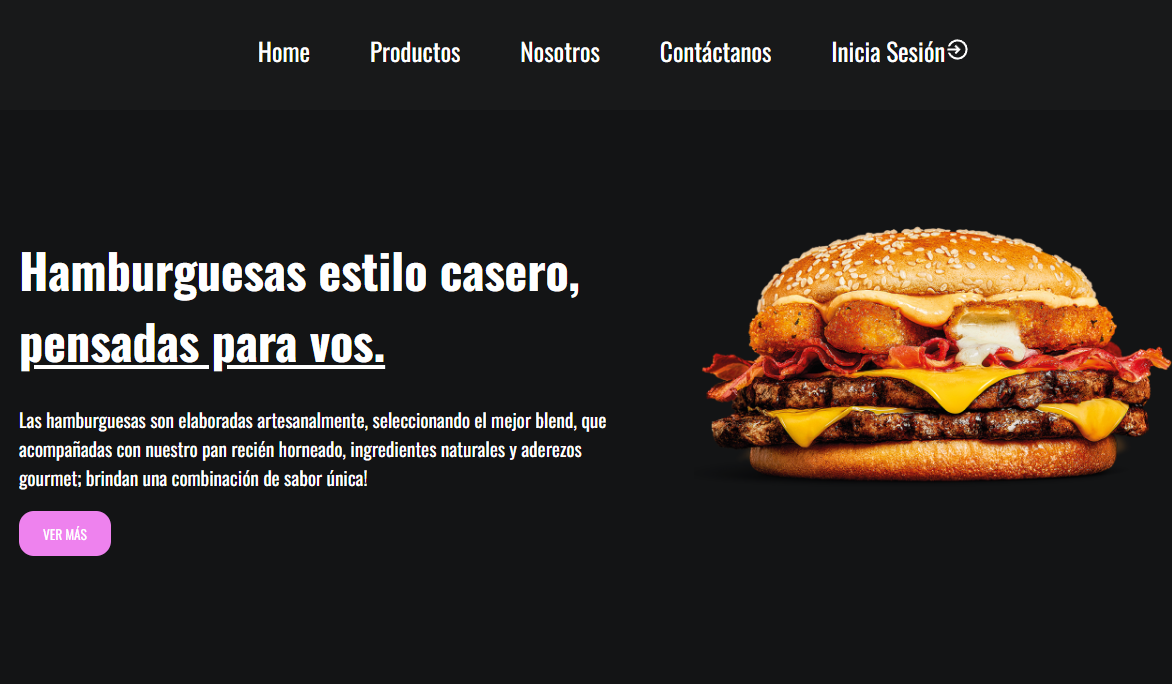 Home Productos Nosotros Contáctanos Inicia Sesión
Hamburguesas estilo casero,
pensadas para vos.
Las hamburguesas son elaboradas artesanalmente, seleccionando el mejor blend, que
acompañadas con nuestro pan recién horneado, ingredientes naturales y aderezos
gourmet; brindan una combinación de sabor única!
VER MÁS